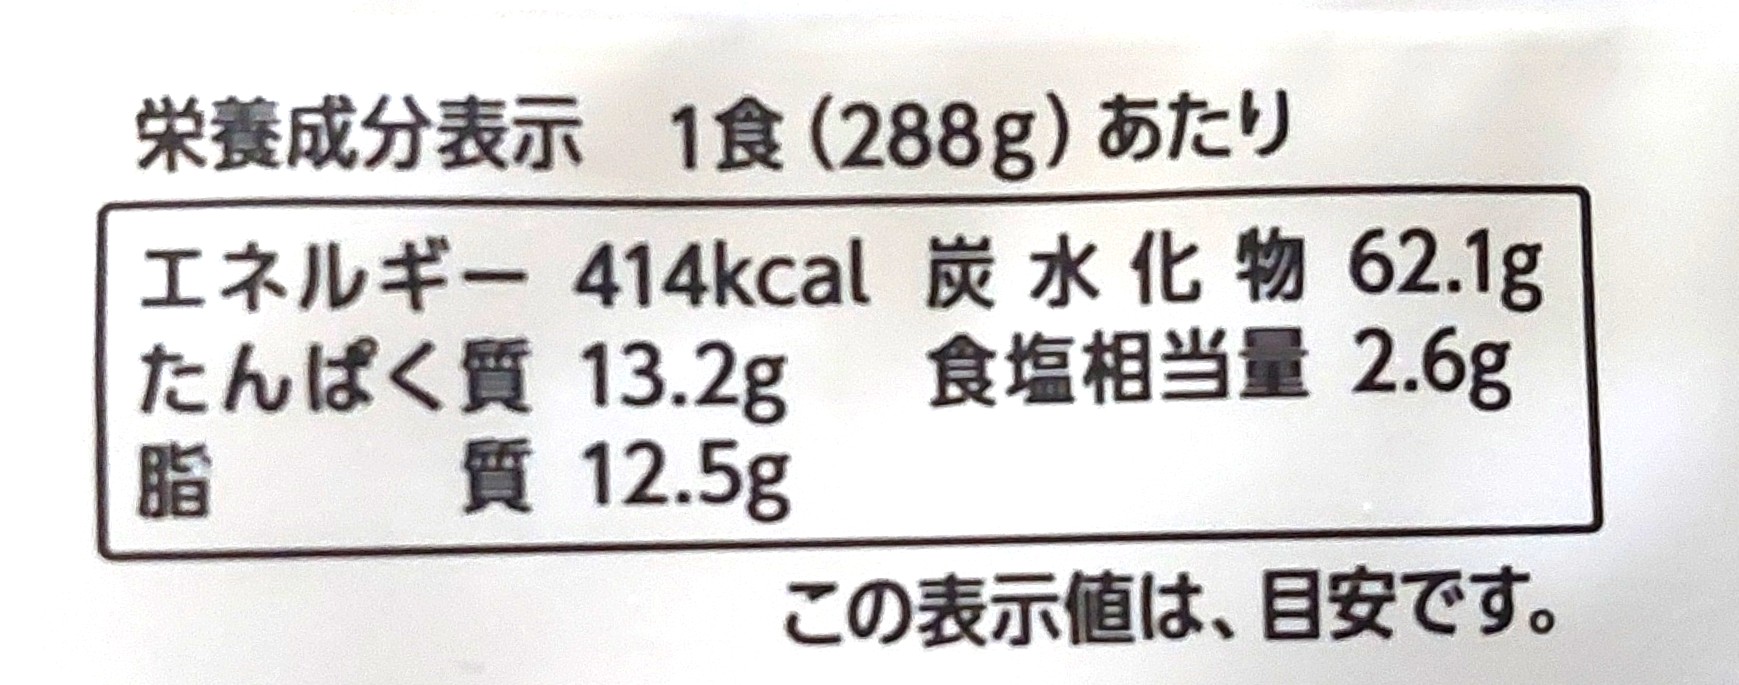 栄養成分表示 1食(288g)あたり
エネルギー 414kcal 炭水化物 62.1g
たんぱく質 13.2g 食塩相当量 2.6g
脂質 12.5g
この表示値は、目安です。